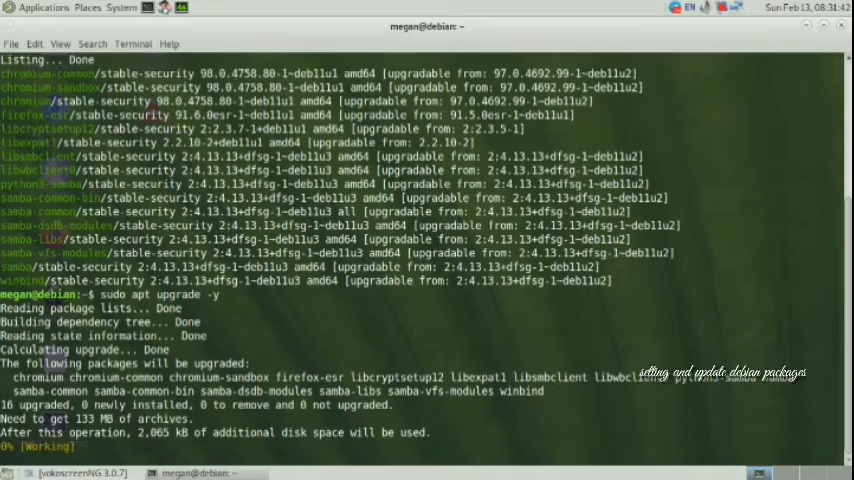 Applications Places System
EN
Sun Feb 13, 08:31:42
megan@debian: ~
File Edit View Search Terminal Help
Listing... Done
chromium-common/stable-security 98.0.4758.80-1~deb11u1 amd64 [upgradable from: 97.0.4692.99-1~deb11u2]
chromium-sandbox/stable-security 98.0.4758.80-1~deb11u1 amd64 [upgradable from: 97.0.4692.99-1~deb11u2]
chromium/stable-security 98.0.4758.80-1~deb11u1 amd64 [upgradable from: 97.0.4692.99-1~deb11u2]
firefox-esr/stable-security 91.6.0esr-1~deb11u1 amd64 [upgradable from: 91.5.0esr-1~deb11u1]
libcryptsetup12/stable-security 2:2.3.7-1+deb11u1 amd64 [upgradable from: 2:2.3.5-1]
libexpat1/stable-security 2.2.10-2+deb11u1 amd64 [upgradable from: 2.2.10-2]
libsmbclient/stable-security 2:4.13.13+dfsg-1~deb11u3 amd64 [upgradable from: 2:4.13.13+dfsg-1~deb11u2]
libwbclient0/stable-security 2:4.13.13+dfsg-1~deb11u3 amd64 [upgradable from: 2:4.13.13+dfsg-1~deb11u2]
python3-samba/stable-security 2:4.13.13+dfsg-1~deb11u3 amd64 [upgradable from: 2:4.13.13+dfsg-1~deb11u2]
samba-common-bin/stable-security 2:4.13.13+dfsg-1~deb11u3 amd64 [upgradable from: 2:4.13.13+dfsg-1~deb11u2]
samba-common/stable-security 2:4.13.13+dfsg-1~deb11u3 all [upgradable from: 2:4.13.13+dfsg-1~deb11u2]
samba-dsdb-modules/stable-security 2:4.13.13+dfsg-1~deb11u3 amd64 [upgradable from: 2:4.13.13+dfsg-1~deb11u2]
samba-libs/stable-security 2:4.13.13+dfsg-1~deb11u3 amd64 [upgradable from: 2:4.13.13+dfsg-1~deb11u2]
samba-vfs-modules/stable-security 2:4.13.13+dfsg-1~deb11u3 amd64 [upgradable from: 2:4.13.13+dfsg-1~deb11u2]
samba/stable-security 2:4.13.13+dfsg-1~deb11u3 amd64 [upgradable from: 2:4.13.13+dfsg-1~deb11u2]
winbind/stable-security 2:4.13.13+dfsg-1~deb11u3 amd64 [upgradable from: 2:4.13.13+dfsg-1~deb11u2]
megan@debian:~$ sudo apt upgrade -y
Reading package lists... Done
Building dependency tree... Done
Reading state information... Done
Calculating upgrade... Done
The following packages will be upgraded:
setting and update debian packages
chromium chromium-common chromium-sandbox firefox-esr libcryptsetup12 libexpat1 libsmbclient
samba-common samba-common-bin samba-dsdb-modules samba-libs samba-vfs-modules winbind
16 upgraded, 0 newly installed, 0 to remove and 0 not upgraded.
Need to get 133 MB of archives.
After this operation, 2,065 kB of additional disk space will be used.
0% [Working]
[vokoscreenNG 3.0.7]
megan@debian: ~